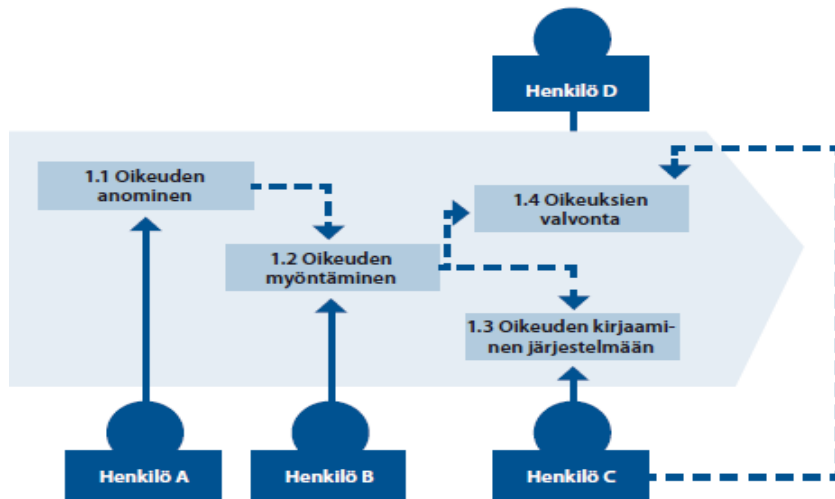 Henkilö D
1.1 Oikeuden
anominen
1.4 Oikeuksien
valvonta
1.2 Oikeuden
myöntäminen
1.3 Oikeuden kirjaami-
nen järjestelmään
Henkilö A
Henkilö B
Henkilö C